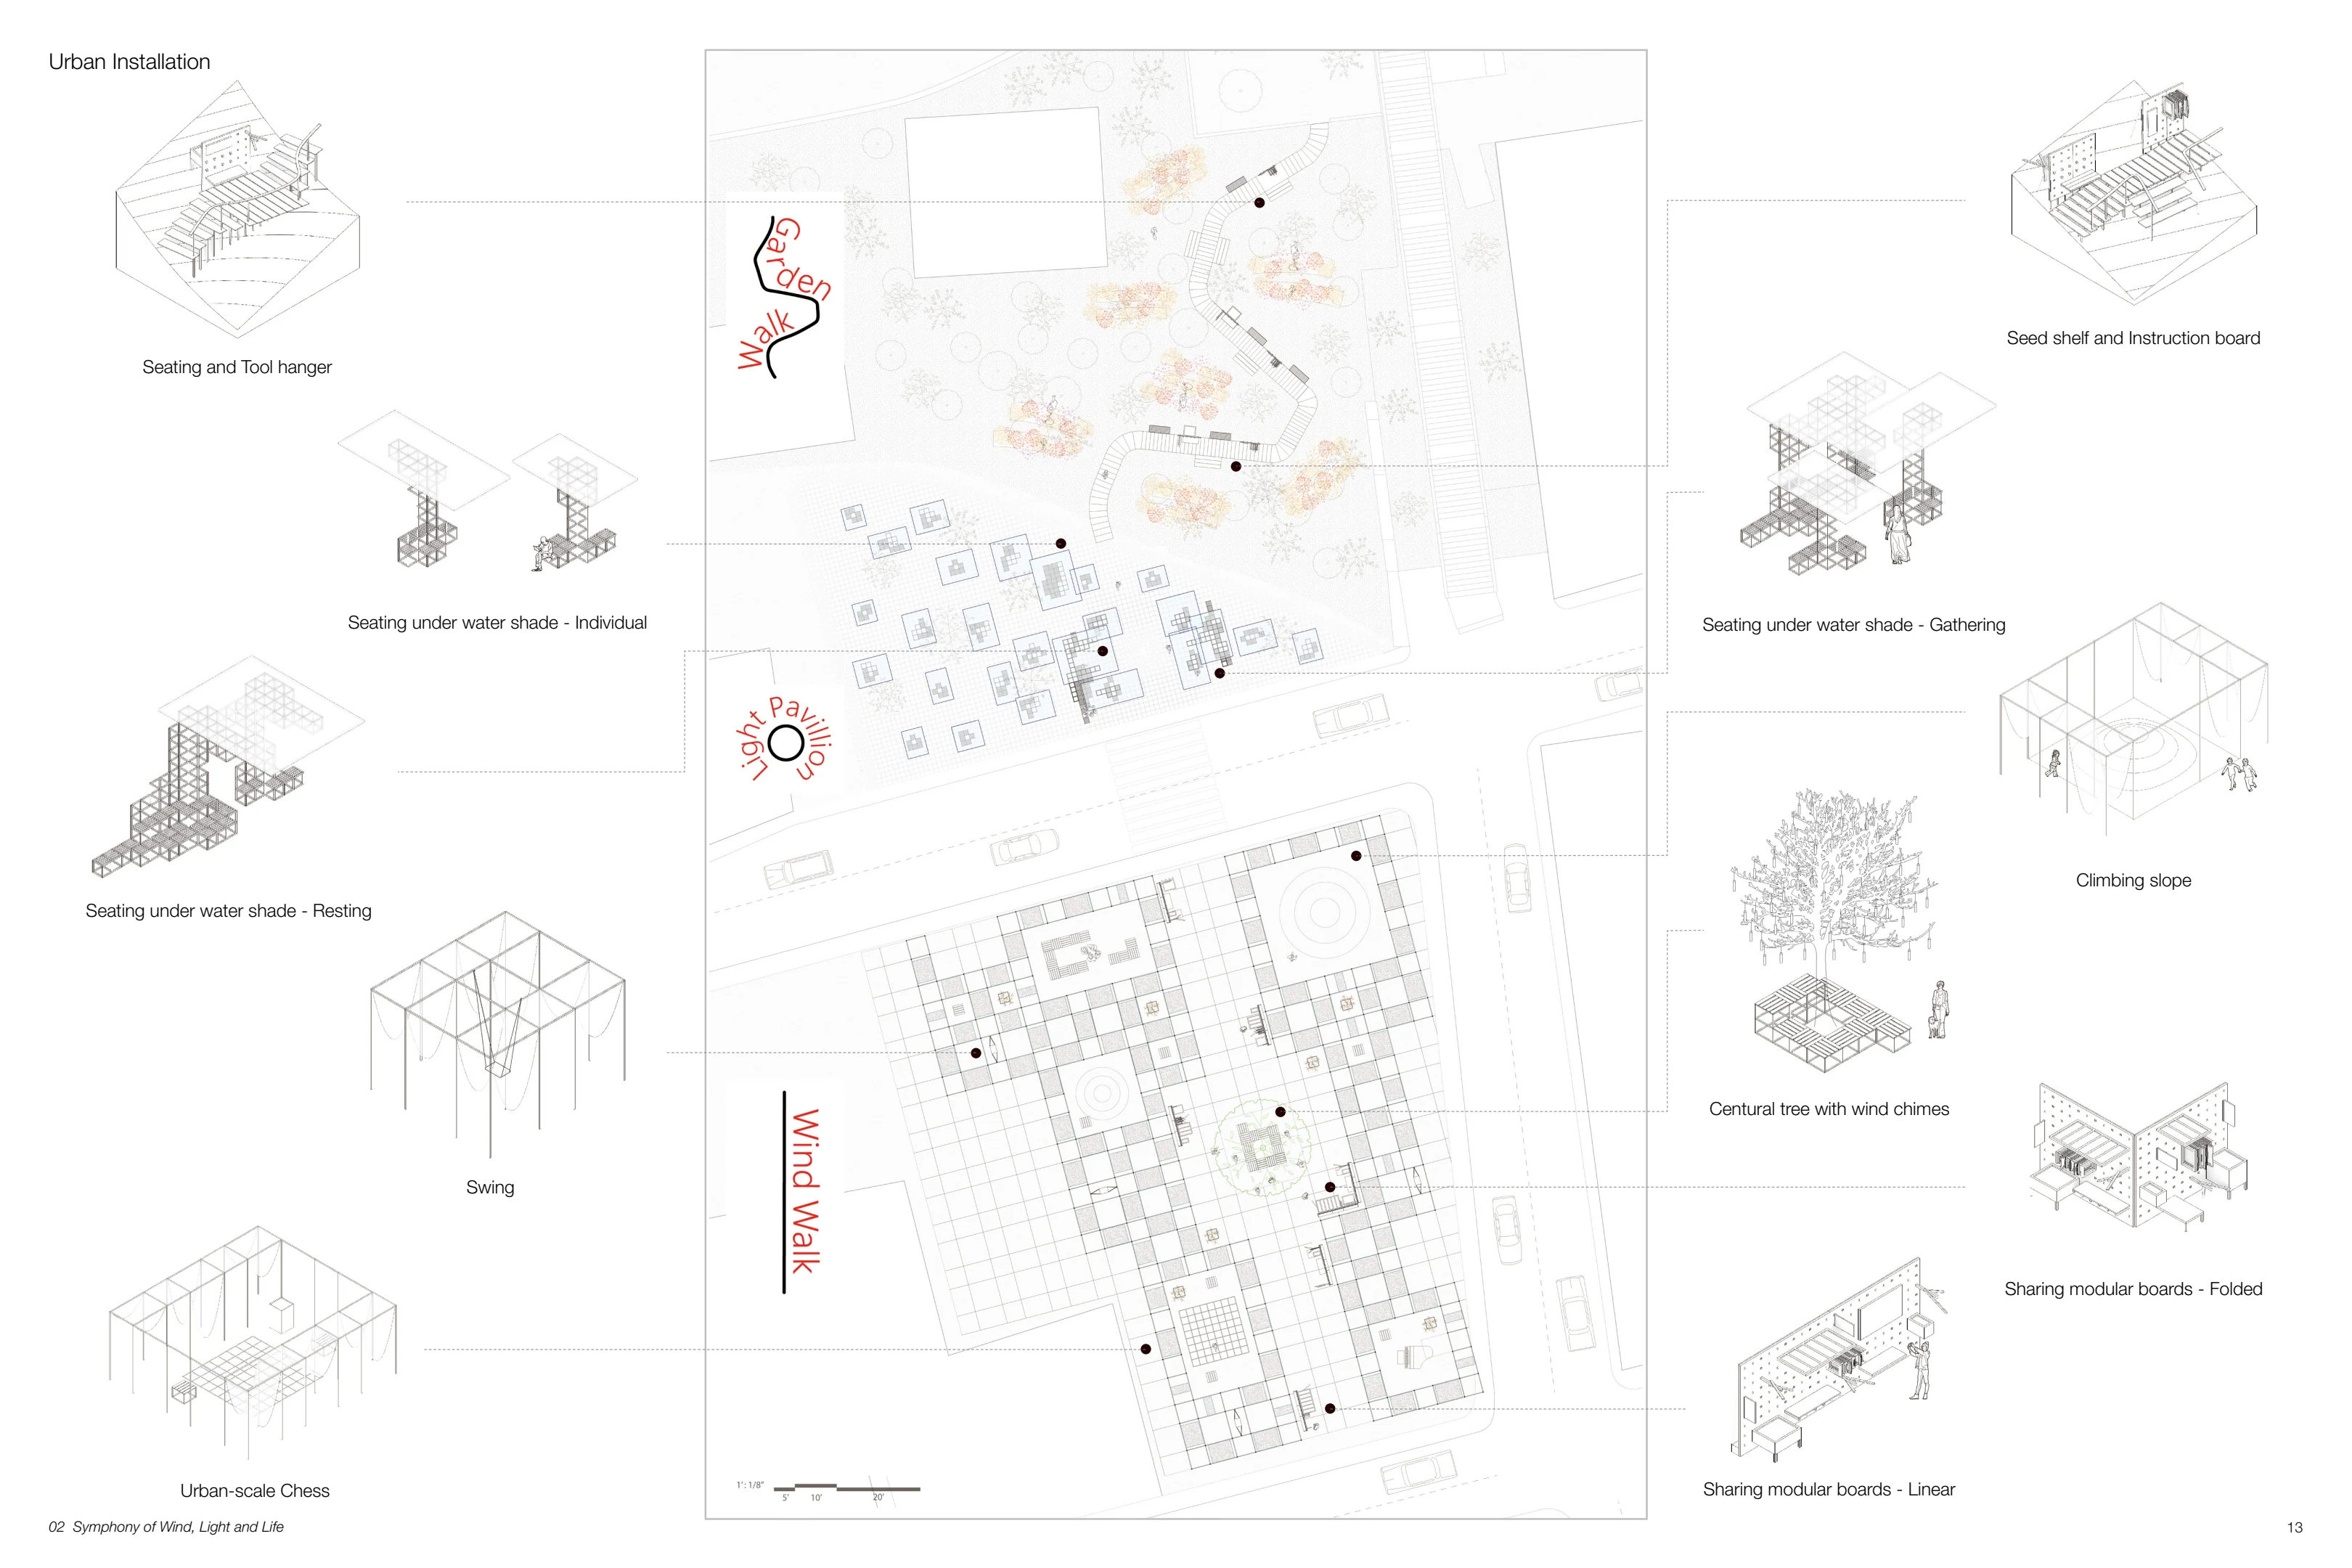 Urban Installation
Seating and Tool hanger
Seating under water shade - Individual
Seating under water shade - Resting
Swing
Urban-scale Chess
Garden Walk
Light Pavillion
Wind Walk
1': 1/8"
5' 10' 20'
Seed shelf and Instruction board
Seating under water shade - Gathering
Climbing slope
Centural tree with wind chimes
Sharing modular boards - Folded
Sharing modular boards - Linear
02 Symphony of Wind, Light and Life
13